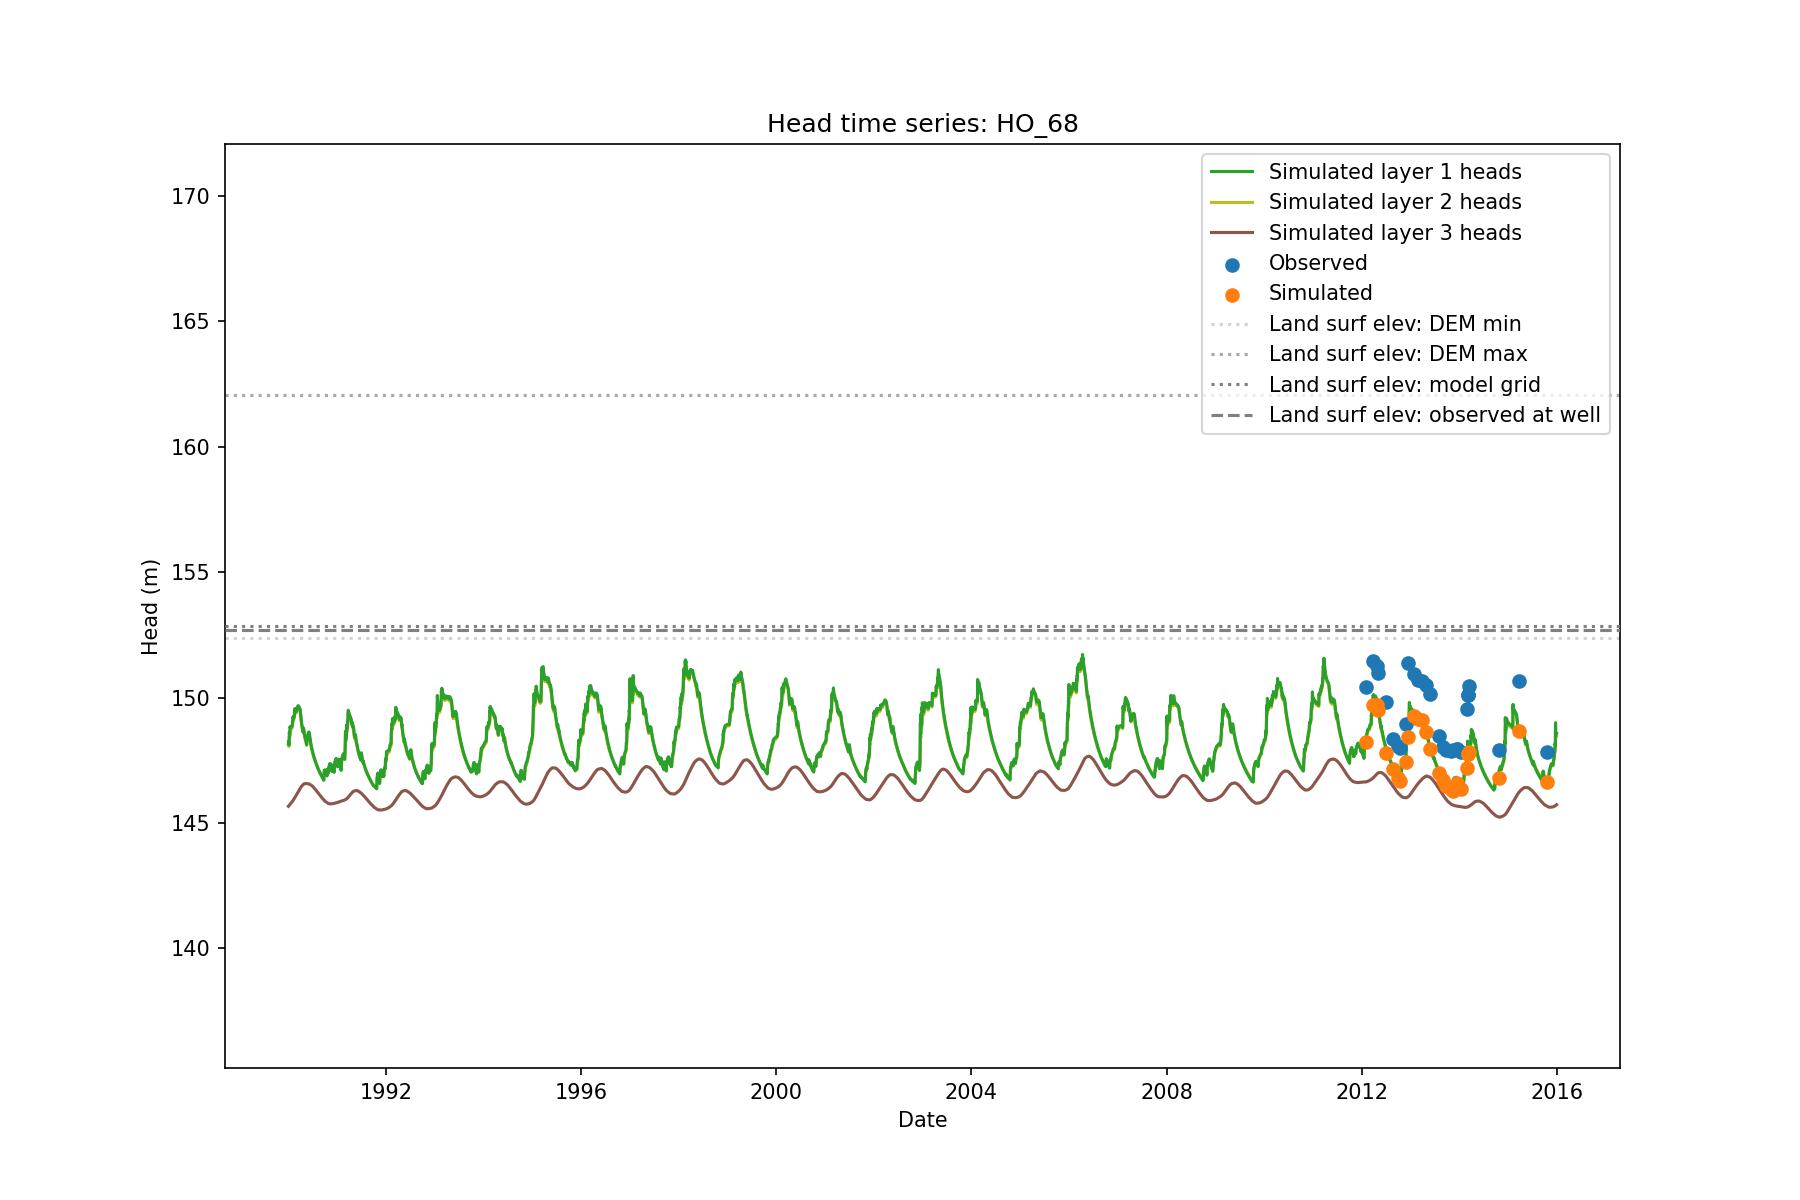 Head time series: HO_68
Simulated layer 1 heads
Simulated layer 2 heads
Simulated layer 3 heads
Observed
Simulated
Land surf elev: DEM min
Land surf elev: DEM max
Land surf elev: model grid
Land surf elev: observed at well
Head (m)
170
165
160
155
150
145
140
1992
1996
2000
2004
2008
2012
2016
Date